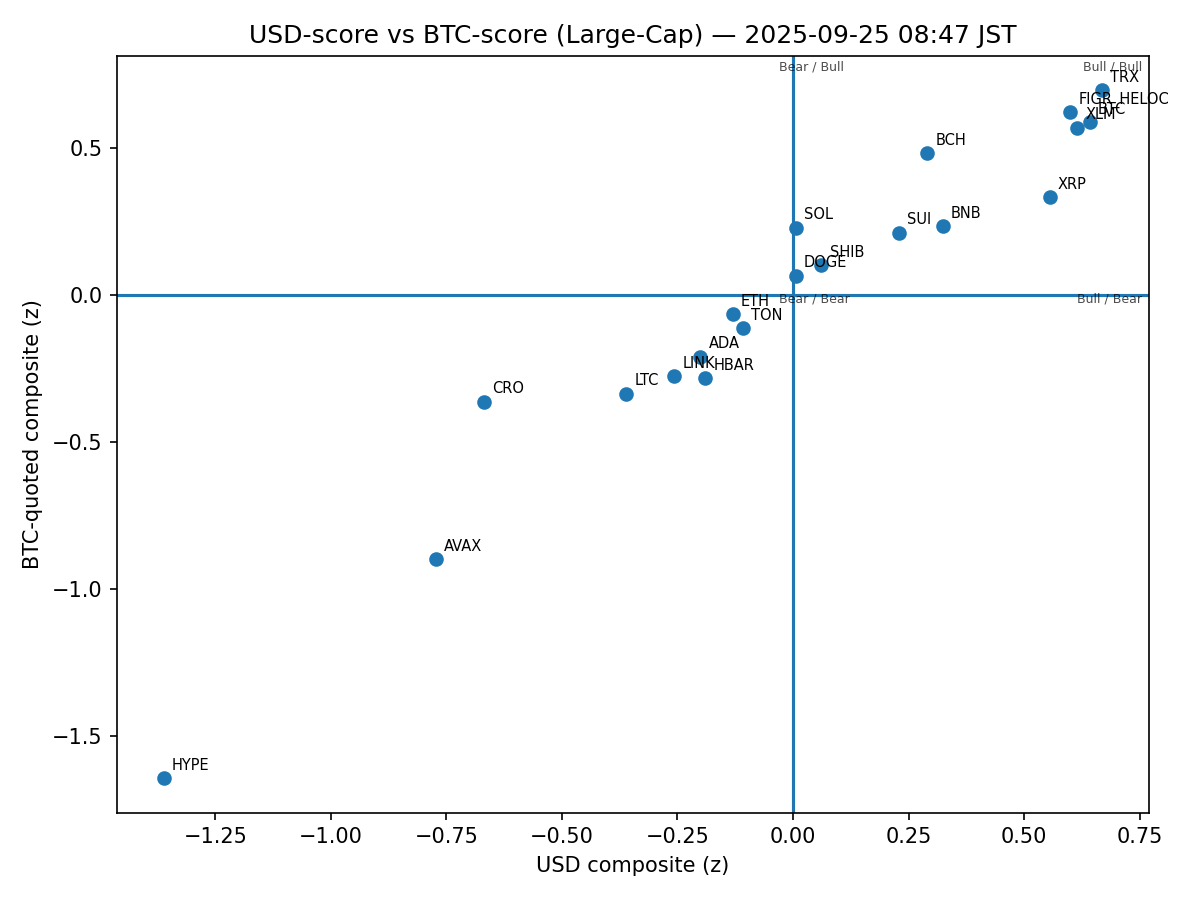 USD-score vs BTC-score (Large-Cap) — 2025-09-25 08:47 JST
Bear / Bull
Bull / Bull
TRX
FIGR_HELOC
BTC
XLM
BCH
XRP
BNB
SUI
SOL
SHIB
DOGE
Bear / Bear
Bull / Bear
ETH
TON
ADA
LINK
HBAR
LTC
CRO
AVAX
HYPE
0.5
0.0
−0.5
−1.0
−1.5
BTC-quoted composite (z)
−1.25
−1.00
−0.75
−0.50
−0.25
0.00
0.25
0.50
0.75
USD composite (z)